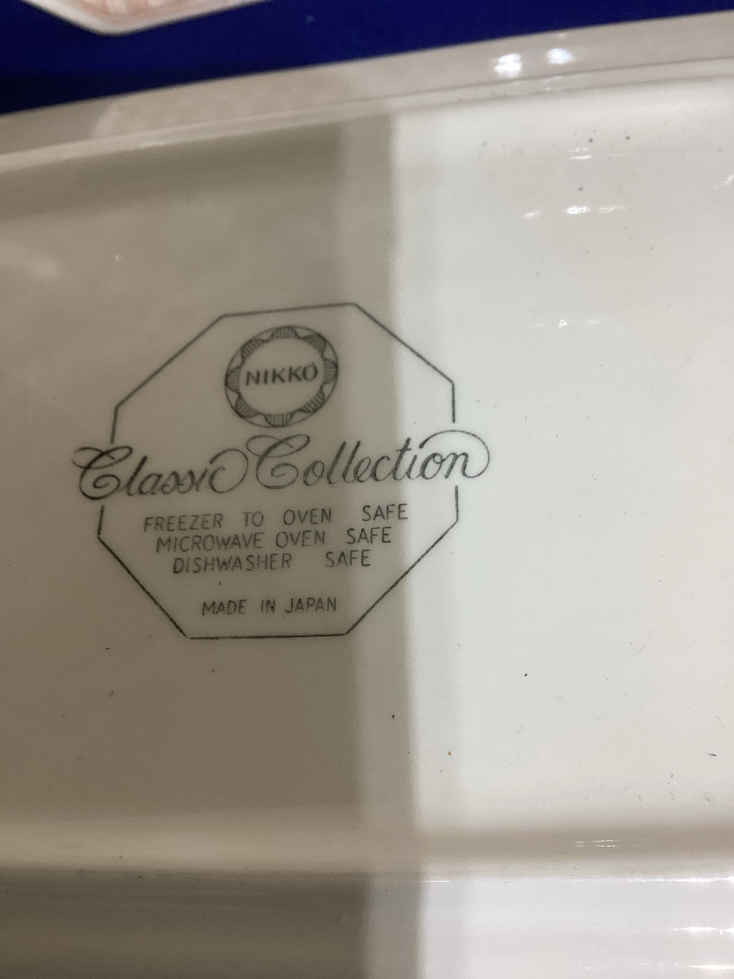 NIKKO
Classic Collection
FREEZER TO OVEN SAFE
MICROWAVE OVEN SAFE
DISHWASHER SAFE
MADE IN JAPAN